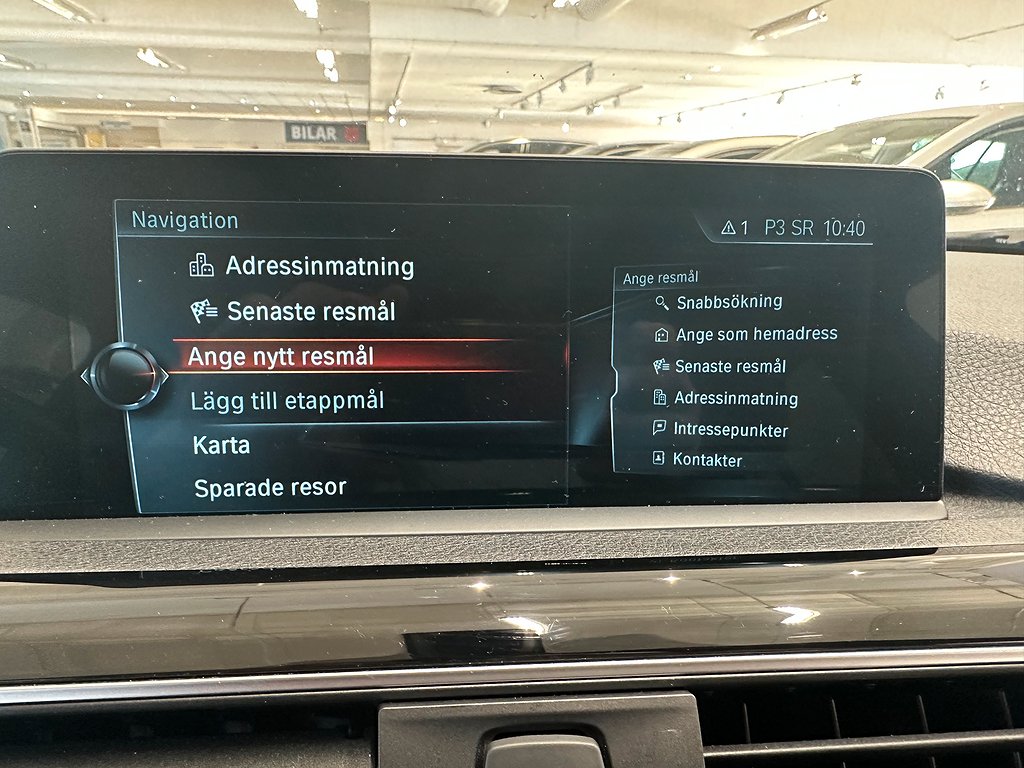 BILAR
Navigation
⚠1 P3 SR 10:40
Adressinmatning
Senaste resmål
Ange nytt resmål
Lägg till etappmål
Karta
Sparade resor
Ange resmål
Snabbsökning
Ange som hemadress
Senaste resmål
Adressinmatning
Intressepunkter
Kontakter